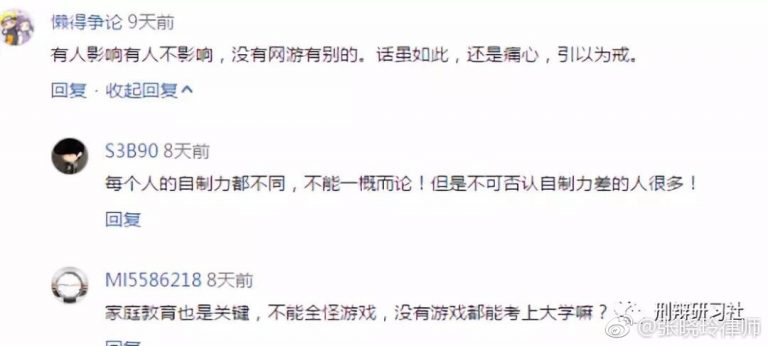 懒得争论 9天前
有人影响有人不影响，没有网游有别的。话虽如此，还是痛心，引以为戒。
回复 · 收起回复
S3B90 8天前
每个人的自制力都不同，不能一概而论！但是不可否认自制力差的人很多！
回复
MI5586218 8天前
家庭教育也是关键，不能全怪游戏，没有游戏都能考上大学嘛？
刑辩研习社
@张晓玲律师
回复